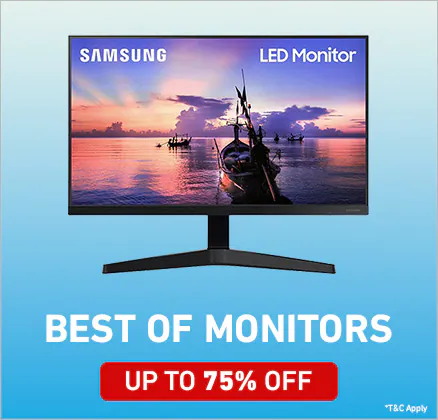 SAMSUNG
LED Monitor
BEST OF MONITORS
UP TO 75% OFF
*T&C Apply